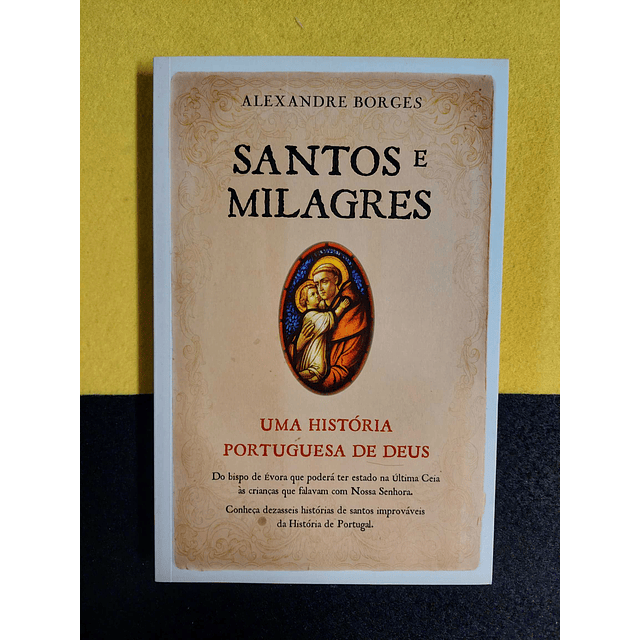 ALEXANDRE BORGES
SANTOS E
MILAGRES
UMA HISTÓRIA
PORTUGUESA DE DEUS
Do bispo de Évora que poderá ter estado na Última Ceia
às crianças que falavam com Nossa Senhora.
Conheça dezasseis histórias de santos improváveis
da História de Portugal.